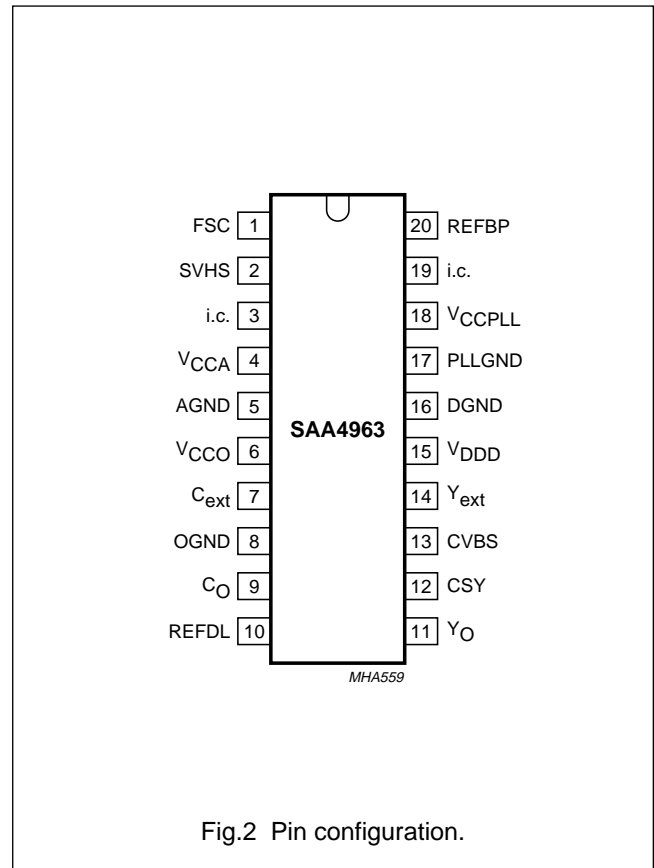 FSC 1 20 REFBP
SVHS 2 19 i.c.
i.c. 3 18 VCCPLL
VCCA 4 17 PLLGND
AGND 5 16 DGND
SAA4963
VCCO 6 15 VDDD
Cext 7 14 Yext
OGND 8 13 CVBS
CO 9 12 CSY
REFDL 10 11 YO
MHA559
Fig.2 Pin configuration.